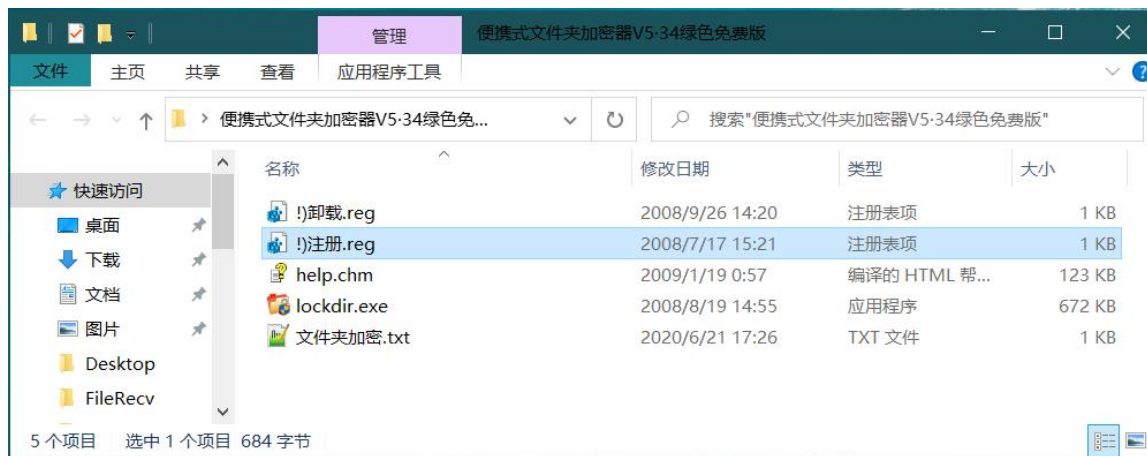 管理 便携式文件夹加密器V5·34绿色免费版
文件 主页 共享 查看 应用程序工具
便携式文件夹加密器V5·34绿色免... 搜索"便携式文件夹加密器V5·34绿色免费版"
名称 修改日期 类型 大小
快速访问
桌面
下载
文档
图片
Desktop
FileRecv
!)卸载.reg 2008/9/26 14:20 注册表项 1 KB
!)注册.reg 2008/7/17 15:21 注册表项 1 KB
help.chm 2009/1/19 0:57 编译的 HTML 帮... 123 KB
lockdir.exe 2008/8/19 14:55 应用程序 672 KB
文件夹加密.txt 2020/6/21 17:26 TXT 文件 1 KB
5 个项目 选中 1 个项目 684 字节